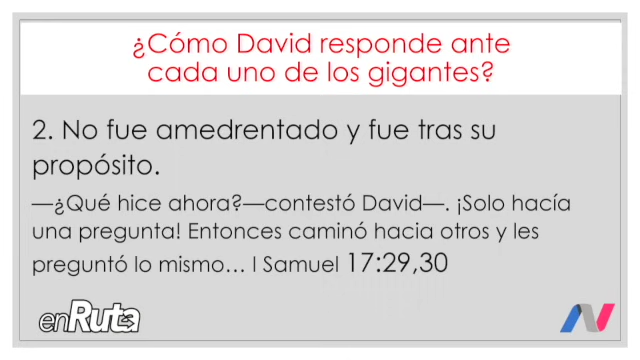 ¿Cómo David responde ante
cada uno de los gigantes?
2. No fue amedrentado y fue tras su
propósito.
—¿Qué hice ahora?—contestó David—. ¡Solo hacía
una pregunta! Entonces caminó hacia otros y les
preguntó lo mismo... I Samuel 17:29,30
enRuta